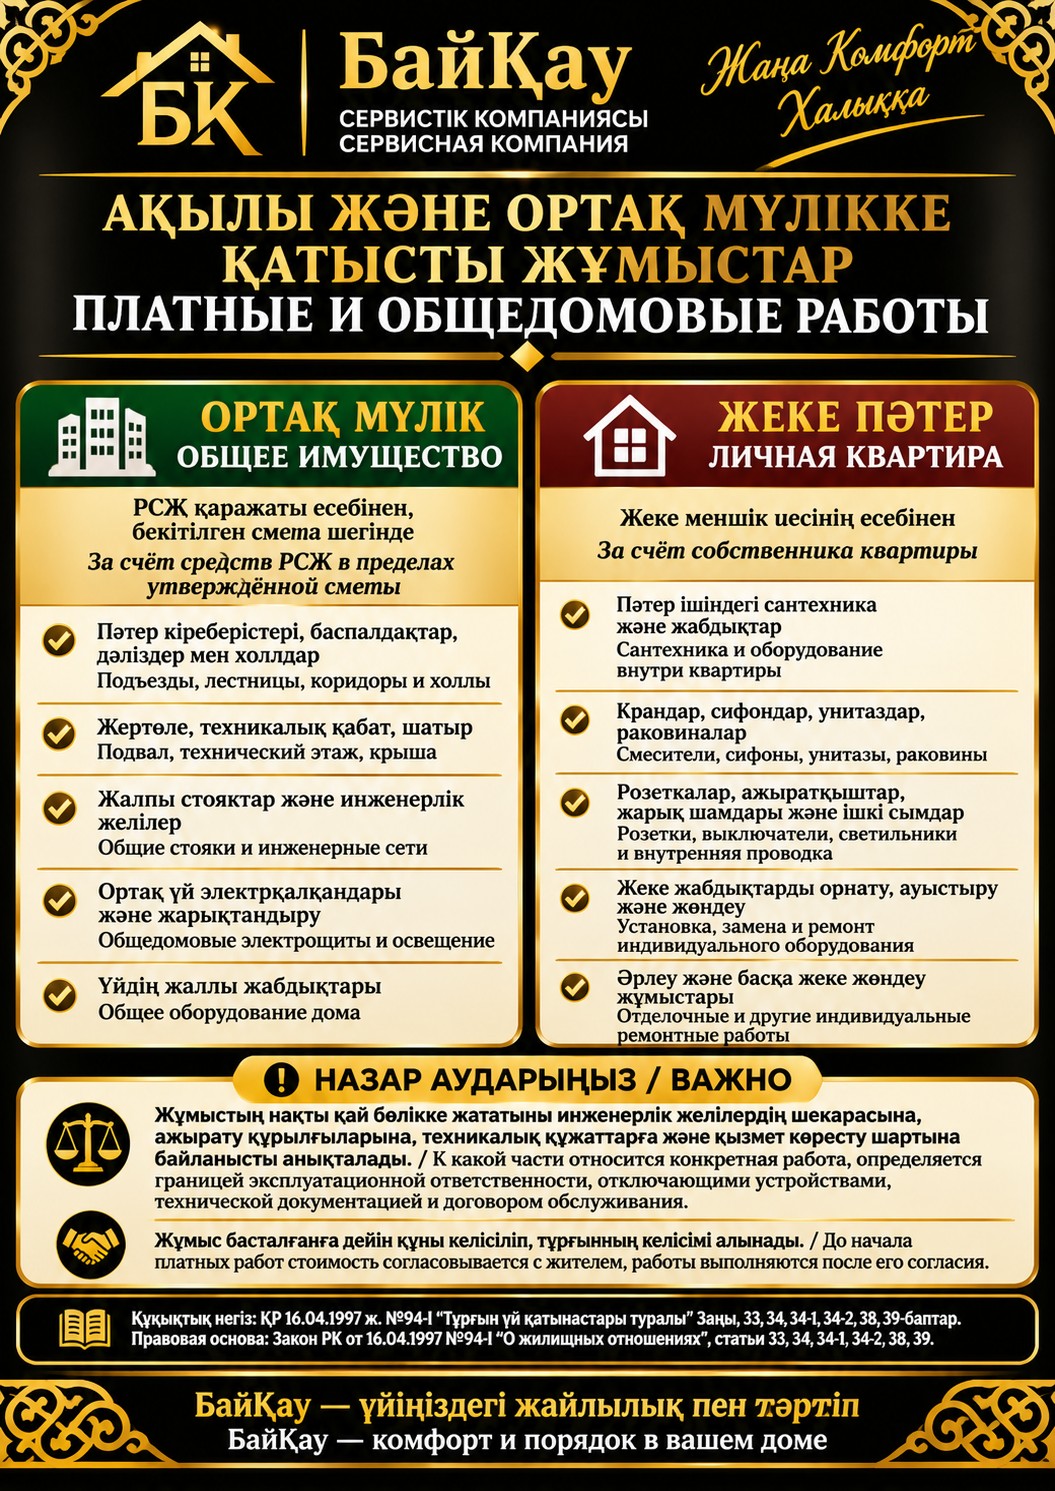 БК
БайҚау
СЕРВИСТІК КОМПАНИЯСЫ
СЕРВИСНАЯ КОМПАНИЯ
Жаңа Комфорт
Халыққа
АҚЫЛЫ ЖӘНЕ ОРТАҚ МҮЛІККЕ
ҚАТЫСТЫ ЖҰМЫСТАР
ПЛАТНЫЕ И ОБЩЕДОМОВЫЕ РАБОТЫ
ОРТАҚ МҮЛІК
ОБЩЕЕ ИМУЩЕСТВО
РСЖ қаражаты есебінен,
бекітілген смета шегінде
За счёт средств РСЖ в пределах
утверждённой сметы
Пәтер кіреберістері, баспалдақтар,
дәліздер мен холлдар
Подъезды, лестницы, коридоры и холлы
Жертөле, техникалық қабат, шатыр
Подвал, технический этаж, крыша
Жалпы стояктар және инженерлік
желілер
Общие стояки и инженерные сети
Ортақ үй электрқалқандары
және жарықтандыру
Общедомовые электрощиты и освещение
Үйдің жаллы жабдықтары
Общее оборудование дома
ЖЕКЕ ПӘТЕР
ЛИЧНАЯ КВАРТИРА
Жеке меншік иесінің есебінен
За счёт собственника квартиры
Пәтер ішіндегі сантехника
және жабдықтар
Сантехника и оборудование
внутри квартиры
Крандар, сифондар, унитаздар,
раковиналар
Смесители, сифоны, унитазы, раковины
Розеткалар, ажыратқыштар,
жарық шамдары және ішкі сымдар
Розетки, выключатели, светильники
и внутренняя проводка
Жеке жабдықтарды орнату, ауыстыру
және жөндеу
Установка, замена и ремонт
индивидуального оборудования
Әрлеу және басқа жеке жөндеу
жұмыстары
Отделочные и другие индивидуальные
ремонтные работы
НАЗАР АУДАРЫҢЫЗ / ВАЖНО
Жұмыстың нақты қай бөлікке жататыны инженерлік желілердің шекарасына,
ажырату құрылғыларына, техникалық құжаттарға және қызмет көресту шартына
байланысты анықталады. / К какой части относится конкретная работа, определяется
границей эксплуатационной ответственности, отключающими устройствами,
технической документацией и договором обслуживания.
Жұмыс басталғанға дейін құны келісіліп, тұрғынның келісімі алынады. / До начала
платных работ стоимость согласовывается с жителем, работы выполняются после его согласия.
Құқықтық негіз: ҚР 16.04.1997 ж. №94-I “Тұрғын үй қатынастары туралы” Заңы, 33, 34, 34-1, 34-2, 38, 39-баптар.
Правовая основа: Закон РК от 16.04.1997 №94-I “О жилищных отношениях”, статьи 33, 34, 34-1, 34-2, 38, 39.
БайҚау — үйіңіздегі жайлылық пен тәртіп
БайҚау — комфорт и порядок в вашем доме